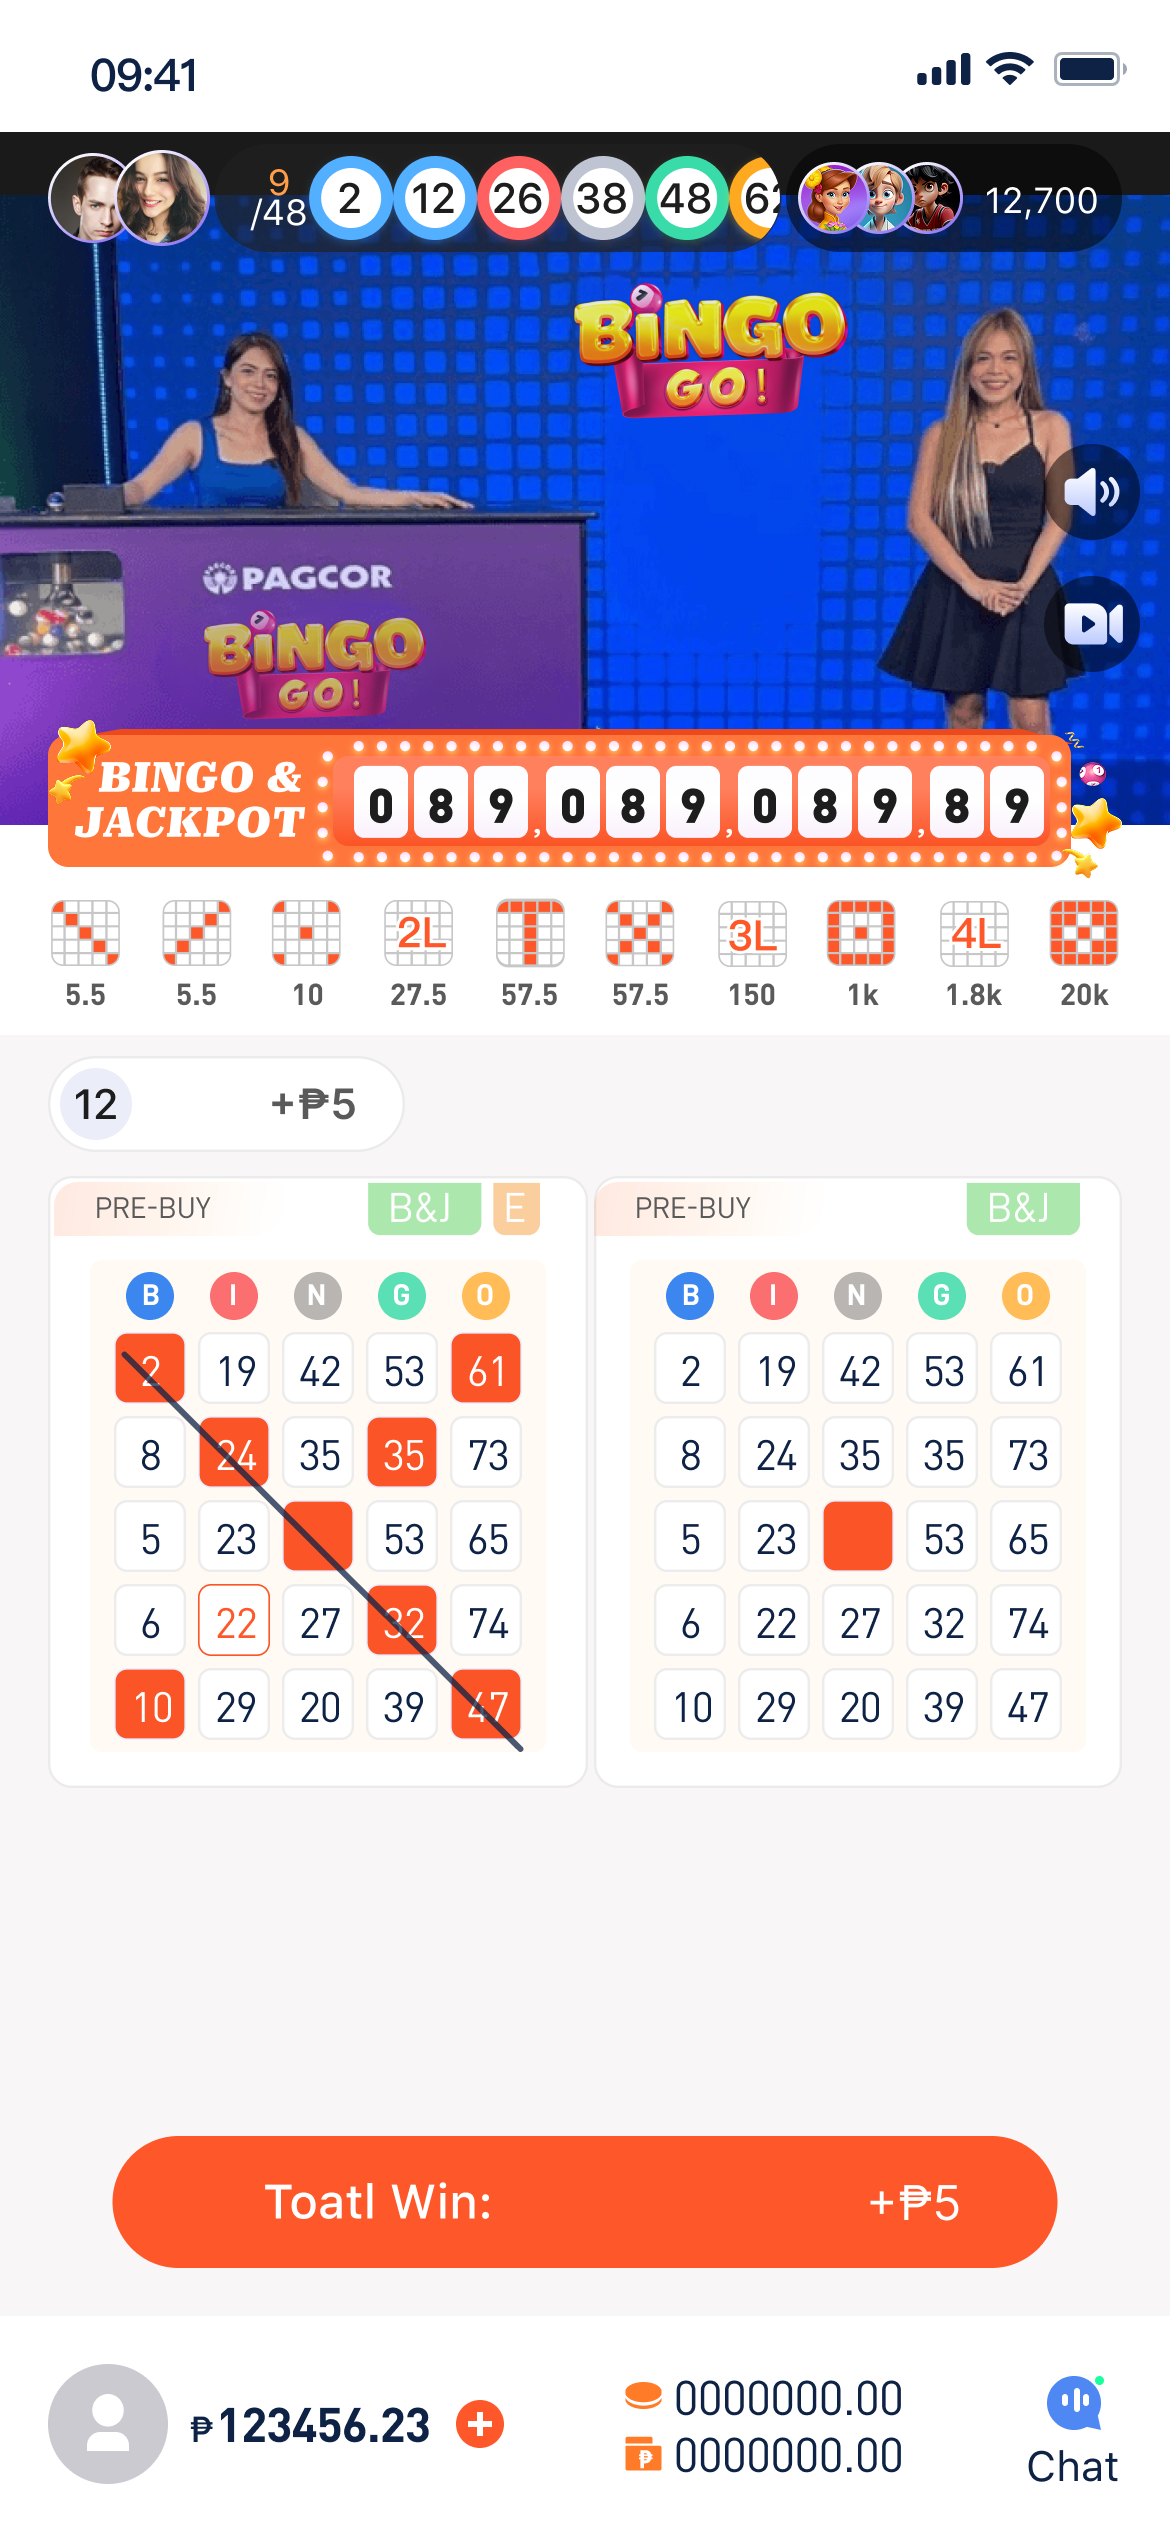 09:41
9
/48
2 12 26 38 48 62
12,700
BINGO
GO!
PAGCOR
BINGO
GO!
BINGO &
JACKPOT
089,089,089,89
2L 3L 4L
5.5 5.5 10 27.5 57.5 57.5 150 1k 1.8k 20k
12 +₱5
PRE-BUY B&J E
B I N G O
2 19 42 53 61
8 24 35 35 73
5 23 53 65
6 22 27 32 74
10 29 20 39 47
PRE-BUY B&J
B I N G O
2 19 42 53 61
8 24 35 35 73
5 23 53 65
6 22 27 32 74
10 29 20 39 47
Toatl Win: +₱5
₱123456.23
0000000.00
₱ 0000000.00
Chat